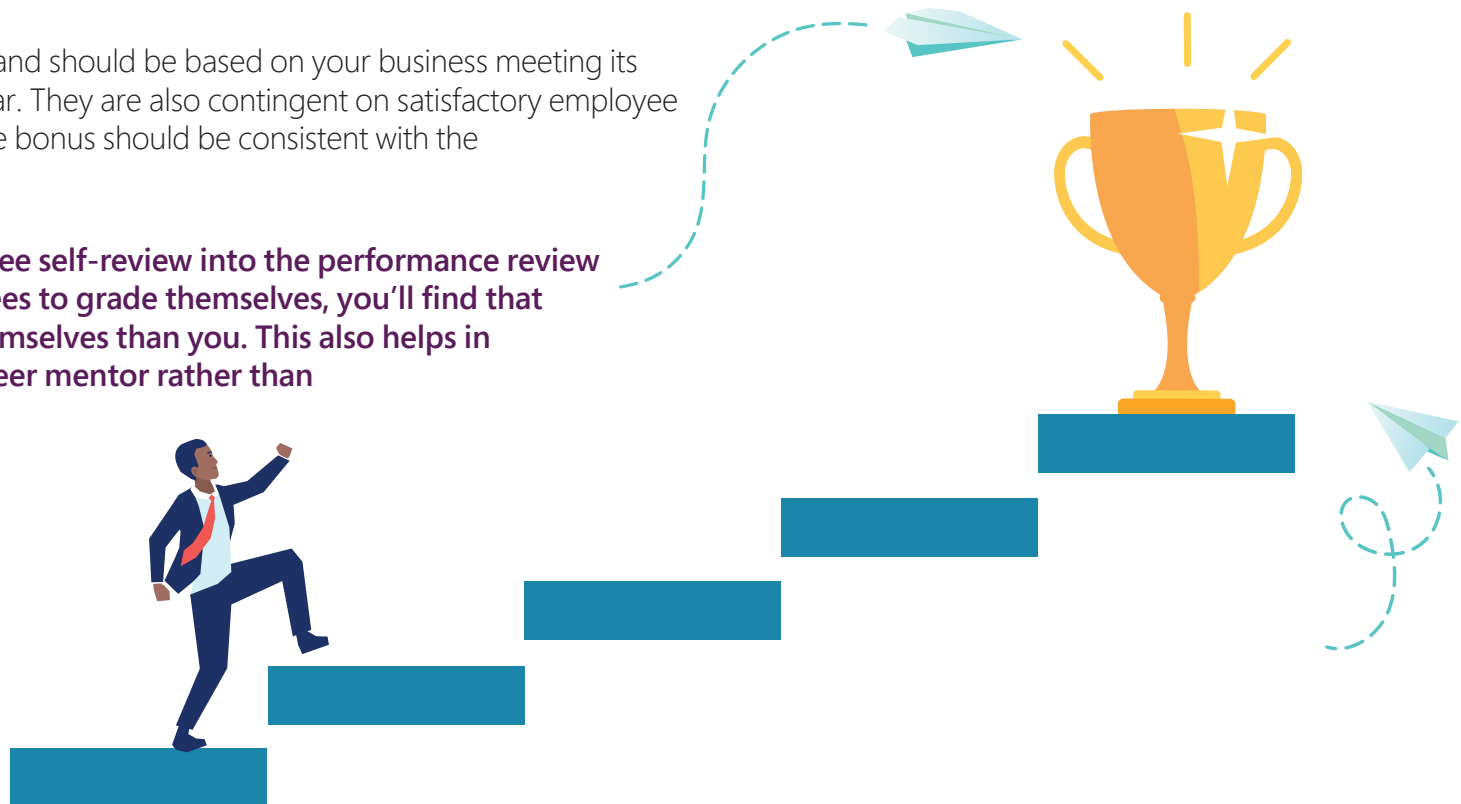 and should be based on your business meeting its
ar. They are also contingent on satisfactory employee
e bonus should be consistent with the
ee self-review into the performance review
ees to grade themselves, you’ll find that
mselves than you. This also helps in
eer mentor rather than